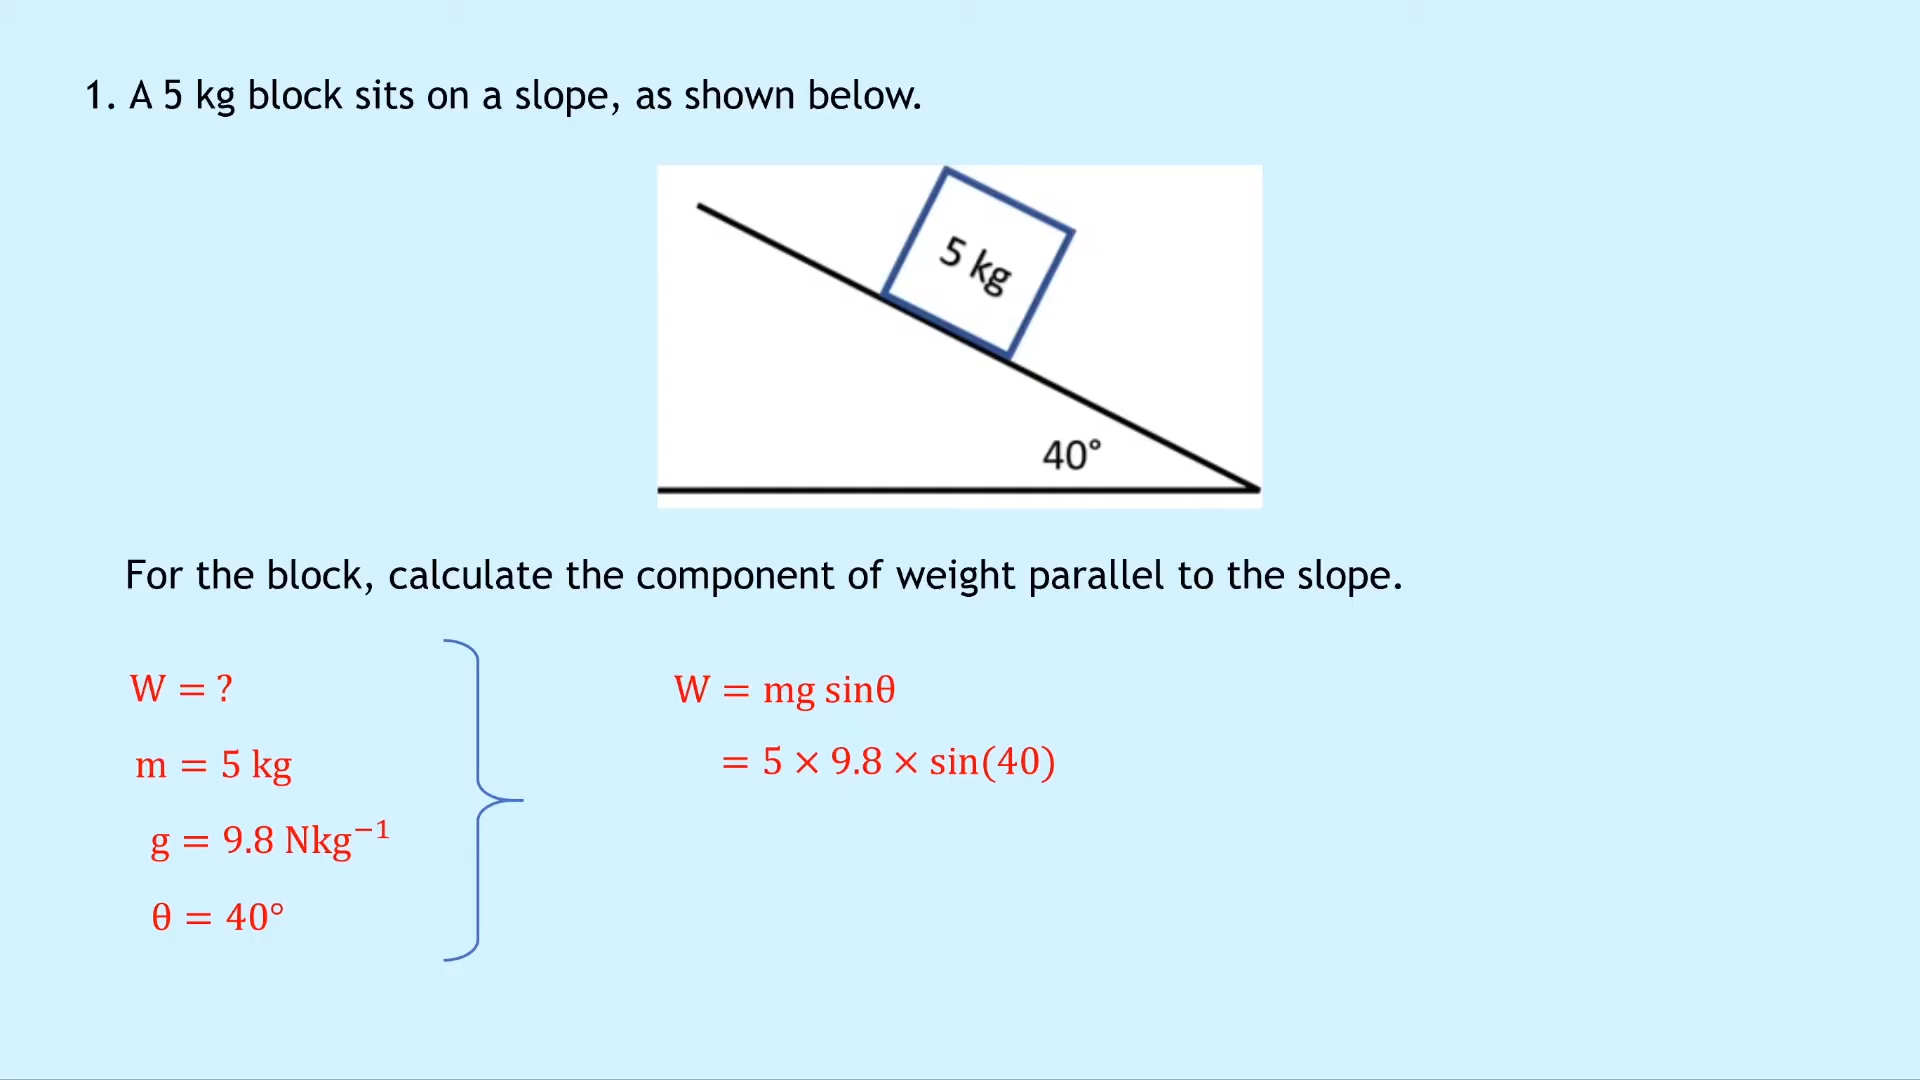 1. A 5 kg block sits on a slope, as shown below.
5 kg
40°
For the block, calculate the component of weight parallel to the slope.
W = ?
m = 5 kg
g = 9.8 Nkg⁻¹
θ = 40°
W = mg sinθ
= 5 × 9.8 × sin(40)